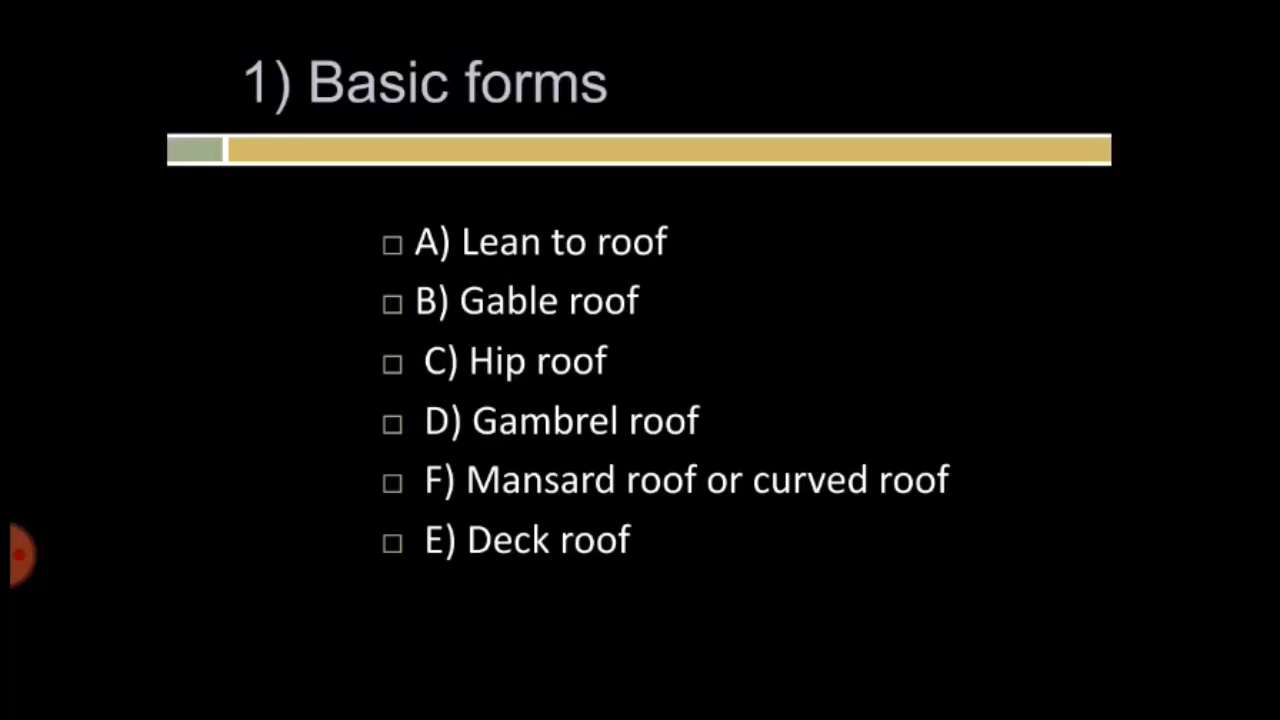 1) Basic forms
A) Lean to roof
B) Gable roof
C) Hip roof
D) Gambrel roof
F) Mansard roof or curved roof
E) Deck roof